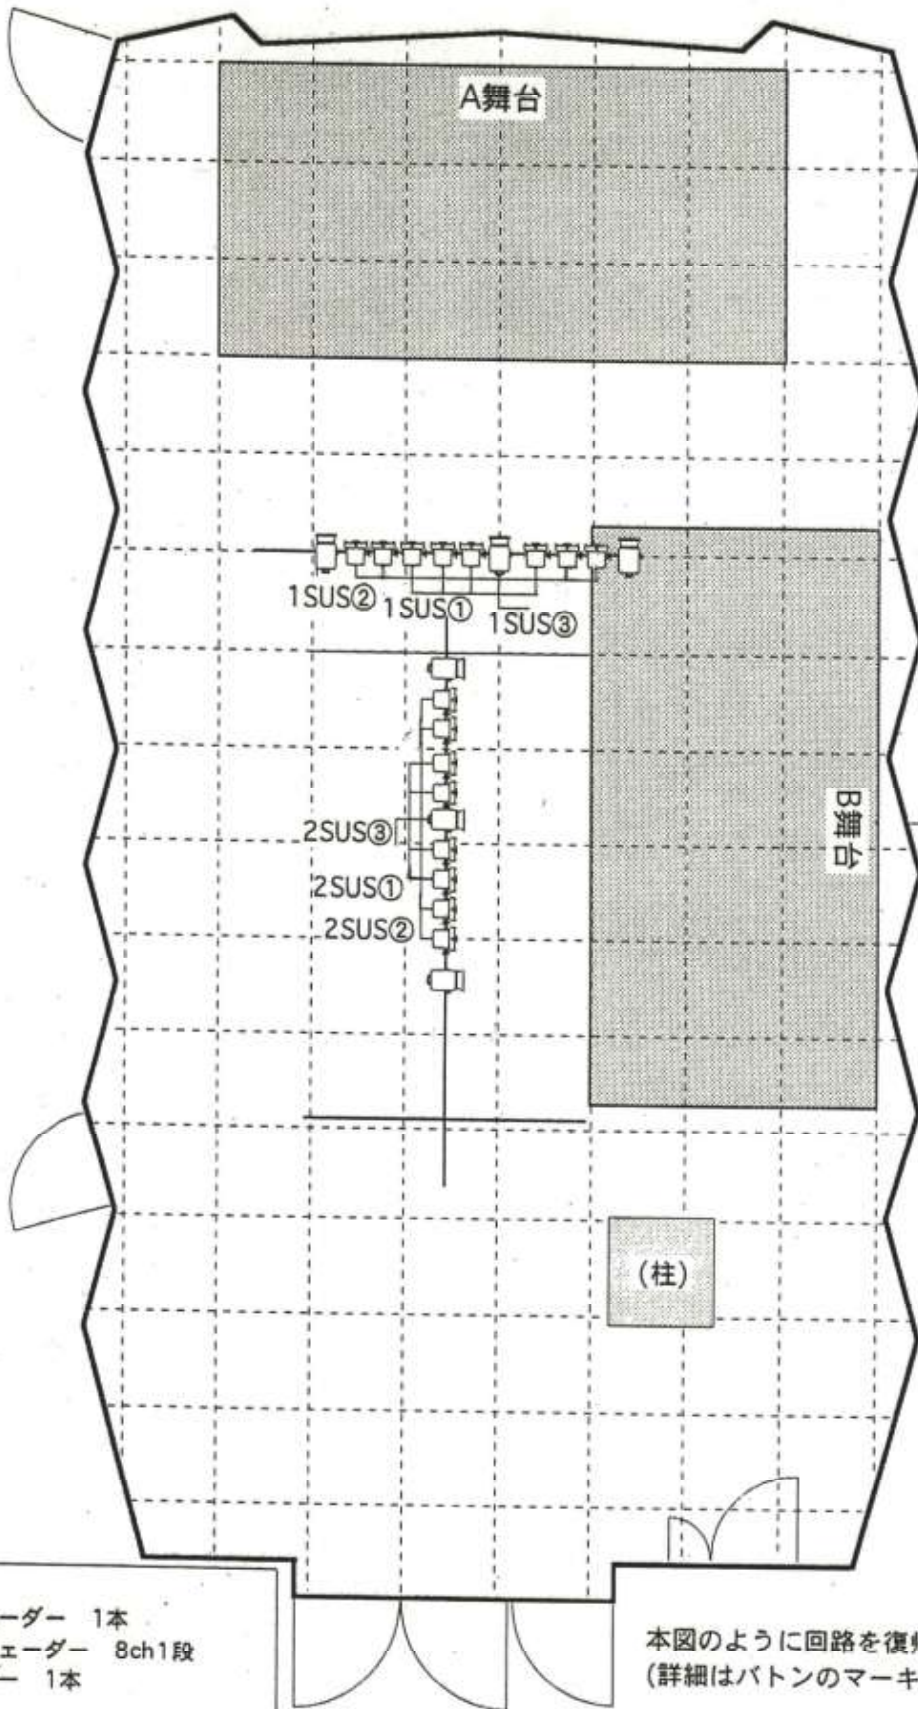 A舞台
1SUS②
1SUS①
1SUS③
B舞台
2SUS③
2SUS①
2SUS②
(柱)
ーダー 1本
ェーダー 8ch1段
ー 1本
本図のように回路を復
(詳細はバトンのマーキ